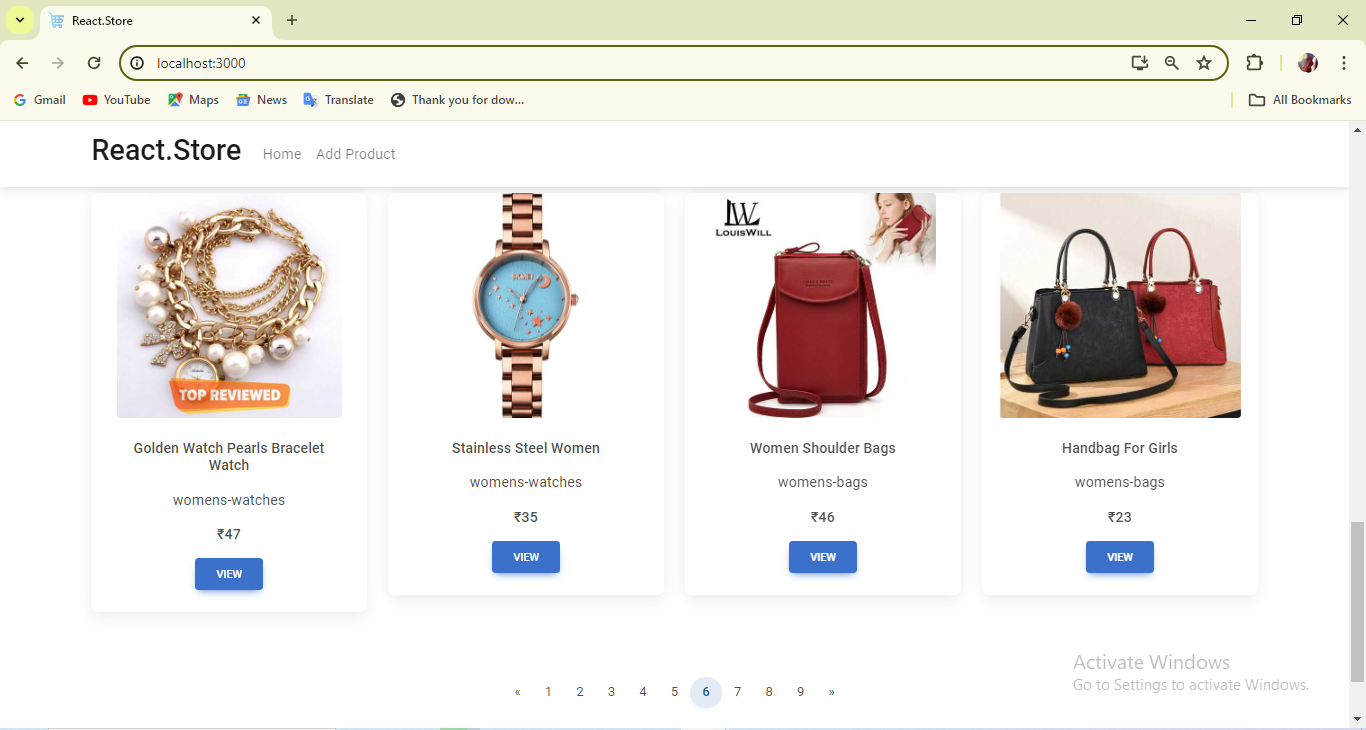 React.Store
localhost:3000
Gmail
YouTube
Maps
News
Translate
Thank you for dow...
All Bookmarks
React.Store
Home
Add Product
TOP REVIEWED
SKMEI
LW
LOUISWILL
Golden Watch Pearls Bracelet
Watch
womens-watches
₹47
VIEW
Stainless Steel Women
womens-watches
₹35
VIEW
Women Shoulder Bags
womens-bags
₹46
VIEW
Handbag For Girls
womens-bags
₹23
VIEW
« 1 2 3 4 5 6 7 8 9 »
Activate Windows
Go to Settings to activate Windows.